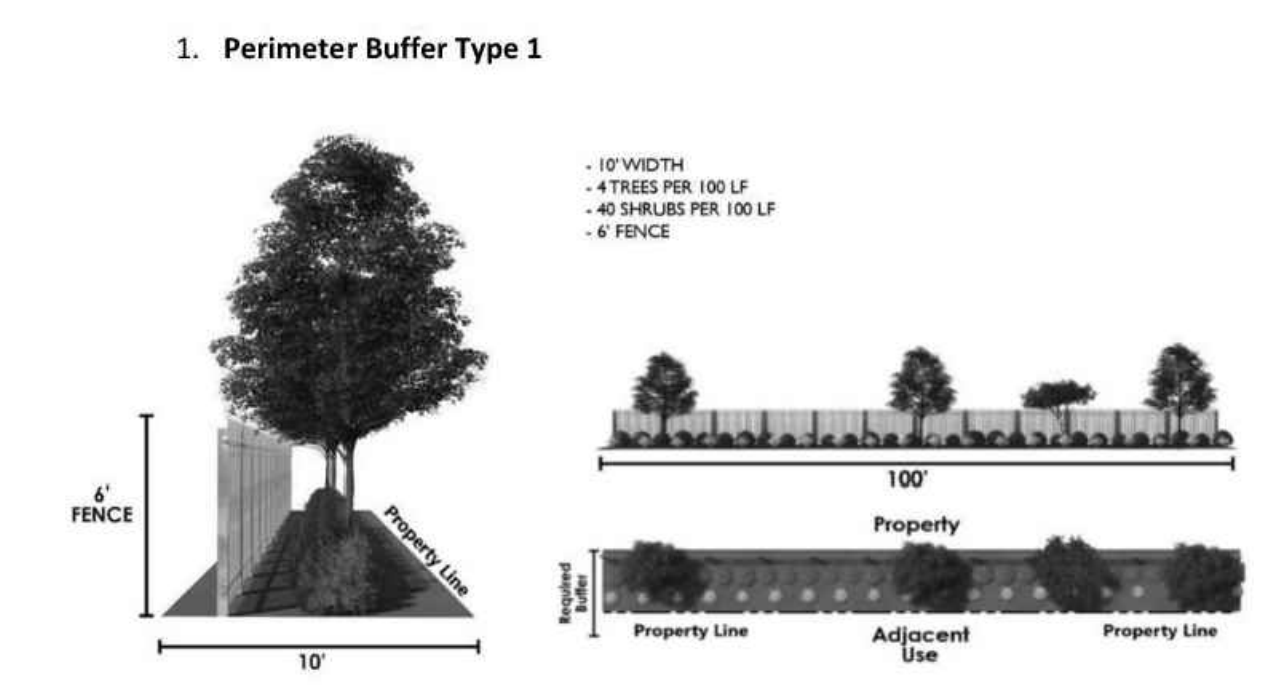 1. Perimeter Buffer Type 1
- 10' WIDTH
- 4 TREES PER 100 LF
- 40 SHRUBS PER 100 LF
- 6' FENCE
6'
FENCE
Property Line
10'
100'
Property
Required
Buffer
Property Line
Adjacent
Use
Property Line